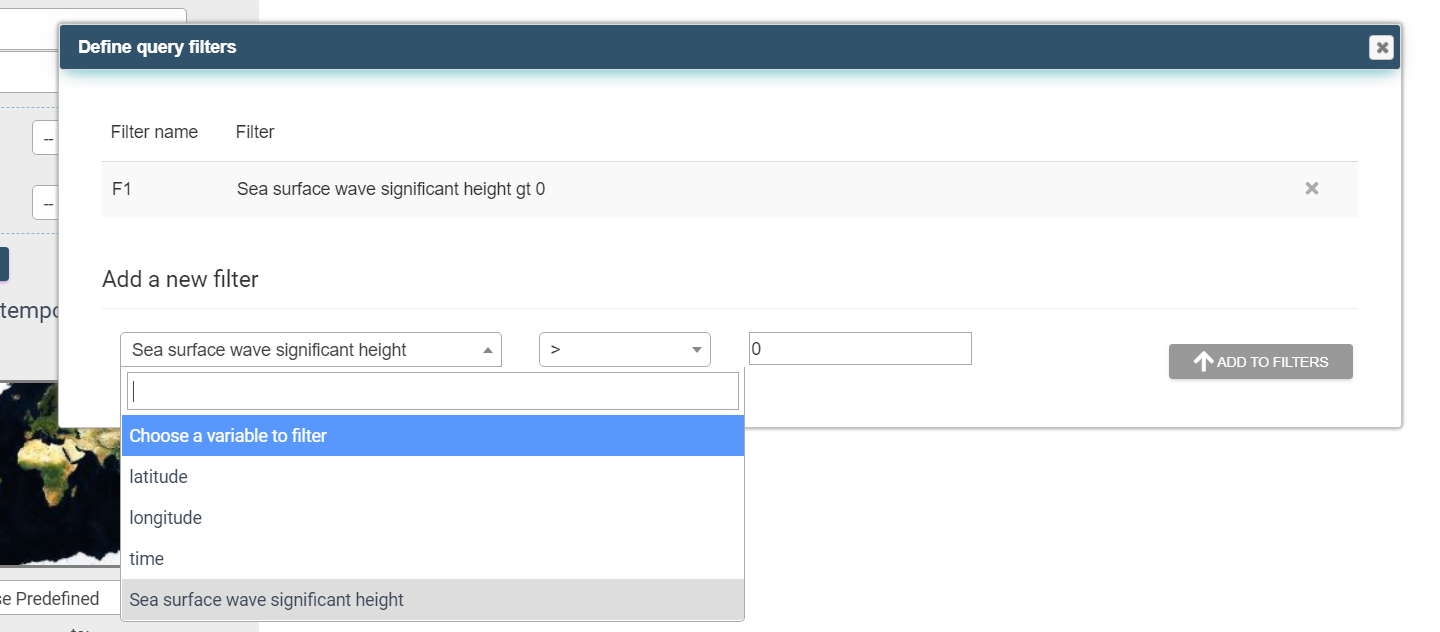 Define query filters
Filter name Filter
--
F1 Sea surface wave significant height gt 0
--
Add a new filter
Sea surface wave significant height > 0
ADD TO FILTERS
Choose a variable to filter
latitude
longitude
time
Sea surface wave significant height
Predefined